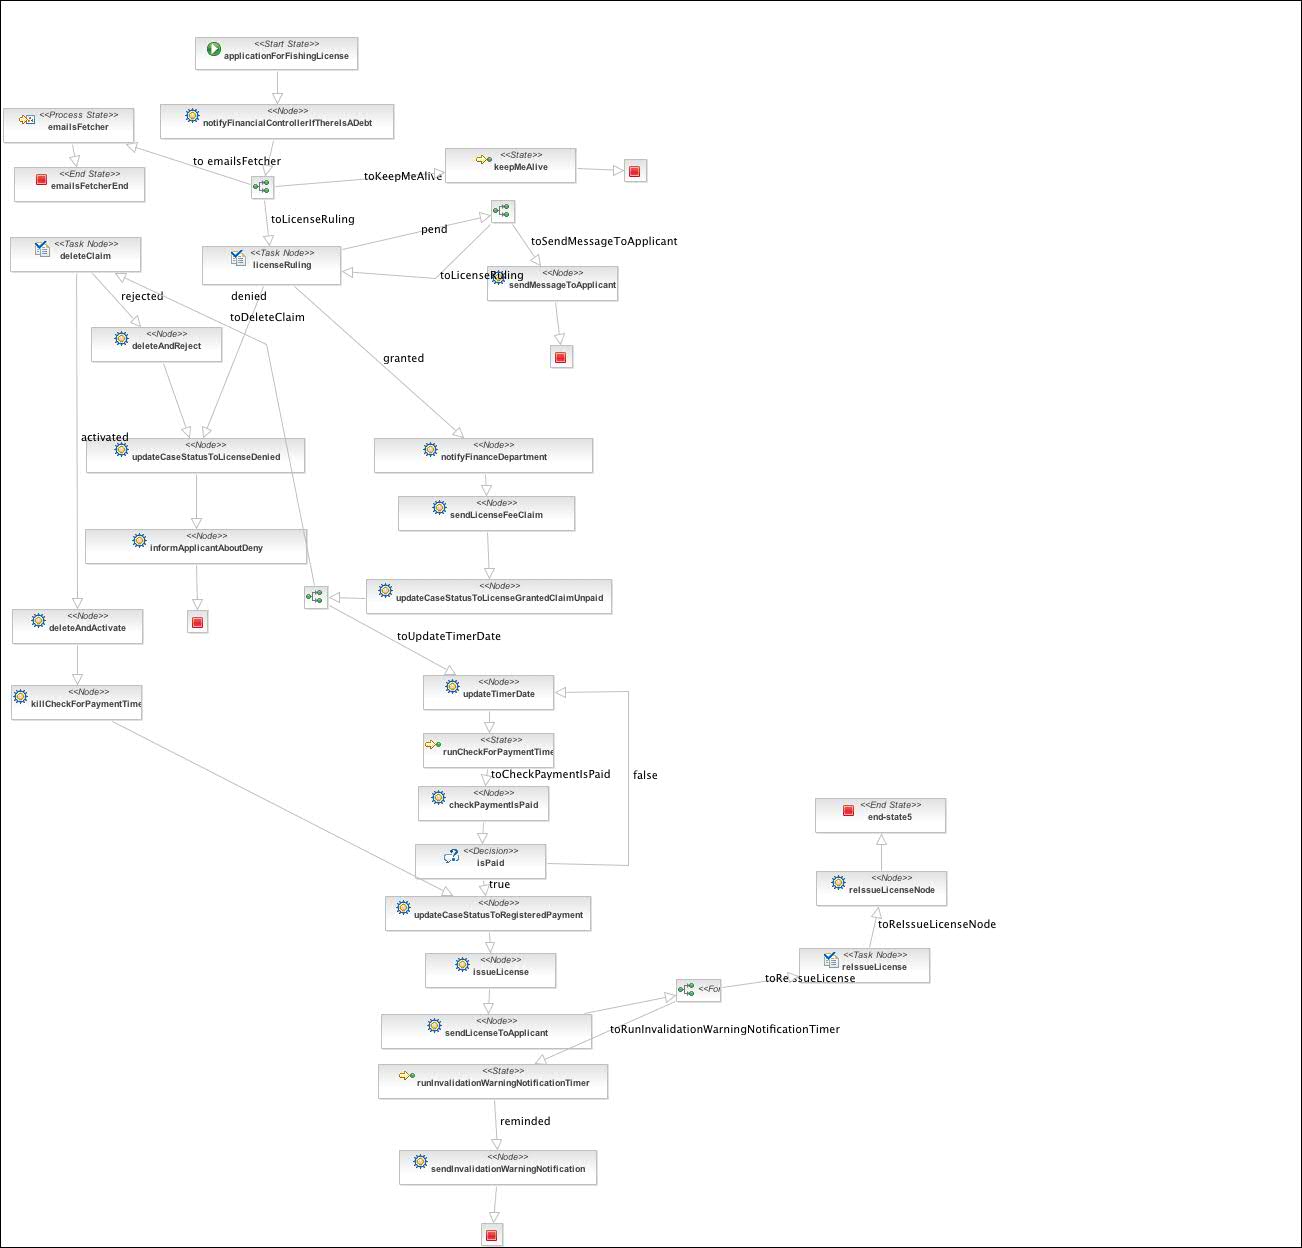 <<Start State>>
applicationForFishingLicense
<<Process State>>
emailsFetcher
<<Node>>
notifyFinancialControllerIfThereIsADebt
to emailsFetcher
<<State>>
keepMeAlive
toKeepMeAlive
<<End State>>
emailsFetcherEnd
toLicenseRuling
pend
toSendMessageToApplicant
<<Task Node>>
deleteClaim
<<Task Node>>
licenseRuling
toLicenseRuling
<<Node>>
sendMessageToApplicant
rejected
denied
toDeleteClaim
<<Node>>
deleteAndReject
granted
activated
<<Node>>
updateCaseStatusToLicenseDenied
<<Node>>
notifyFinanceDepartment
<<Node>>
sendLicenseFeeClaim
<<Node>>
informApplicantAboutDeny
<<Node>>
updateCaseStatusToLicenseGrantedClaimUnpaid
<<Node>>
deleteAndActivate
toUpdateTimerDate
<<Node>>
killCheckForPaymentTime
<<Node>>
updateTimerDate
<<State>>
runCheckForPaymentTime
toCheckPaymentIsPaid
false
<<Node>>
checkPaymentIsPaid
<<End State>>
end-state5
<<Decision>>
isPaid
true
<<Node>>
reIssueLicenseNode
<<Node>>
updateCaseStatusToRegisteredPayment
toReIssueLicenseNode
<<Node>>
issueLicense
<<Task Node>>
reIssueLicense
toReIssueLicense
<<For
<<Node>>
sendLicenseToApplicant
toRunInvalidationWarningNotificationTimer
<<State>>
runInvalidationWarningNotificationTimer
reminded
<<Node>>
sendInvalidationWarningNotification